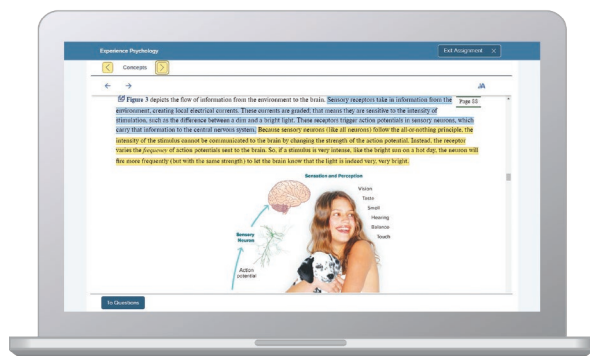 Experience Psychology
Exit Assignment X
< Concepts >
← →
Figure 3 depicts the flow of information from the environment to the brain. Sensory receptors take in information from the
Page 53
environment, creating local electrical currents. These currents are graded; that means they are sensitive to the intensity of
stimulation, such as the difference between a dim and a bright light. These receptors trigger action potentials in sensory neurons, which
carry that information to the central nervous system. Because sensory neurons (like all neurons) follow the all-or-nothing principle, the
intensity of the stimulus cannot be communicated to the brain by changing the strength of the action potential. Instead, the receptor
varies the frequency of action potentials sent to the brain. So, if a stimulus is very intense, like the bright sun on a hot day, the neuron will
fire more frequently (but with the same strength) to let the brain know that the light is indeed very, very bright.
Sensation and Perception
Vision
Taste
Smell
Hearing
Balance
Touch
Sensory
Neuron
Action
potential
To Questions